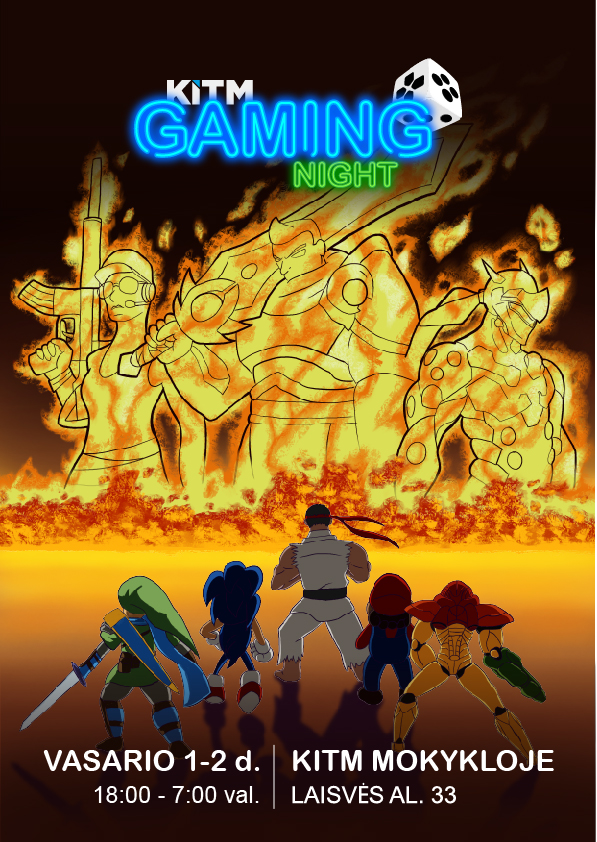 KITM
GAMING
NIGHT
VASARIO 1-2 d.
18:00 - 7:00 val.
KITM MOKYKLOJE
LAISVĖS AL. 33